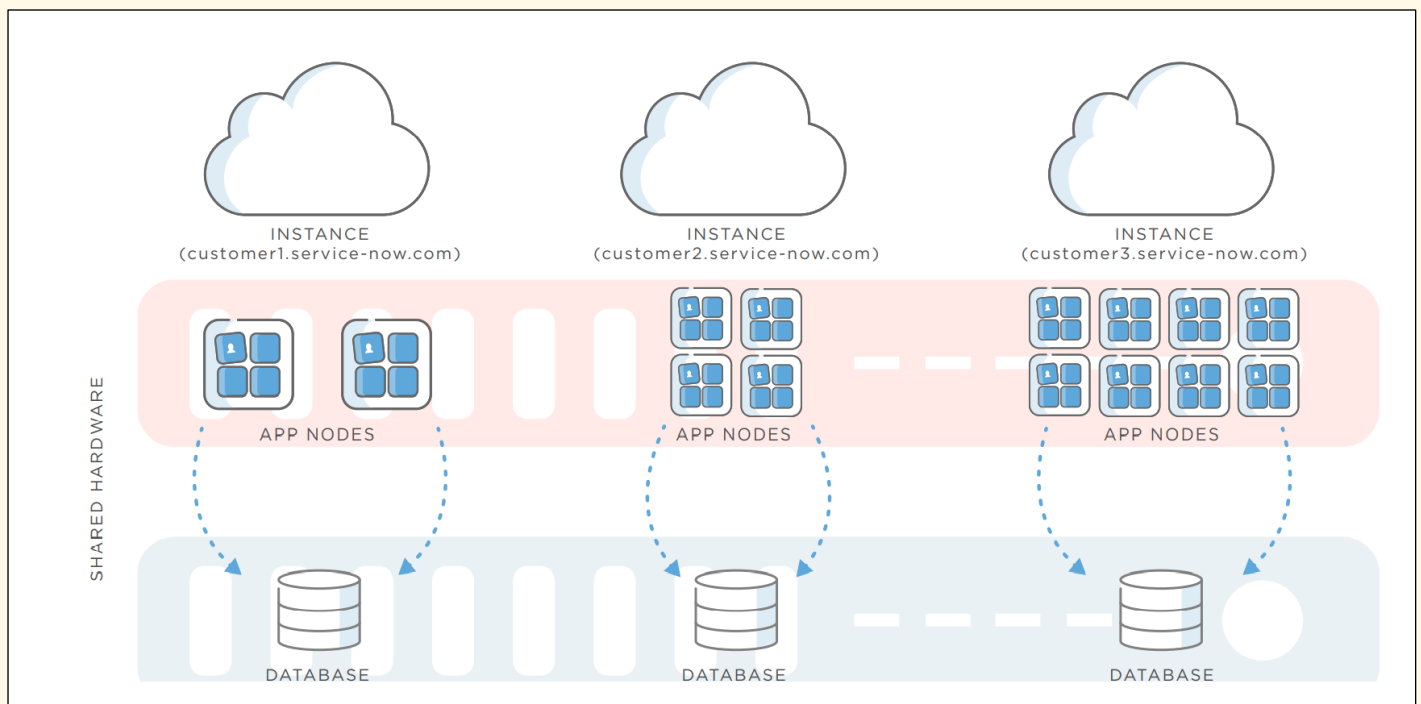 INSTANCE
(customer1.service-now.com)
INSTANCE
(customer2.service-now.com)
INSTANCE
(customer3.service-now.com)
SHARED HARDWARE
APP NODES
APP NODES
APP NODES
DATABASE
DATABASE
DATABASE